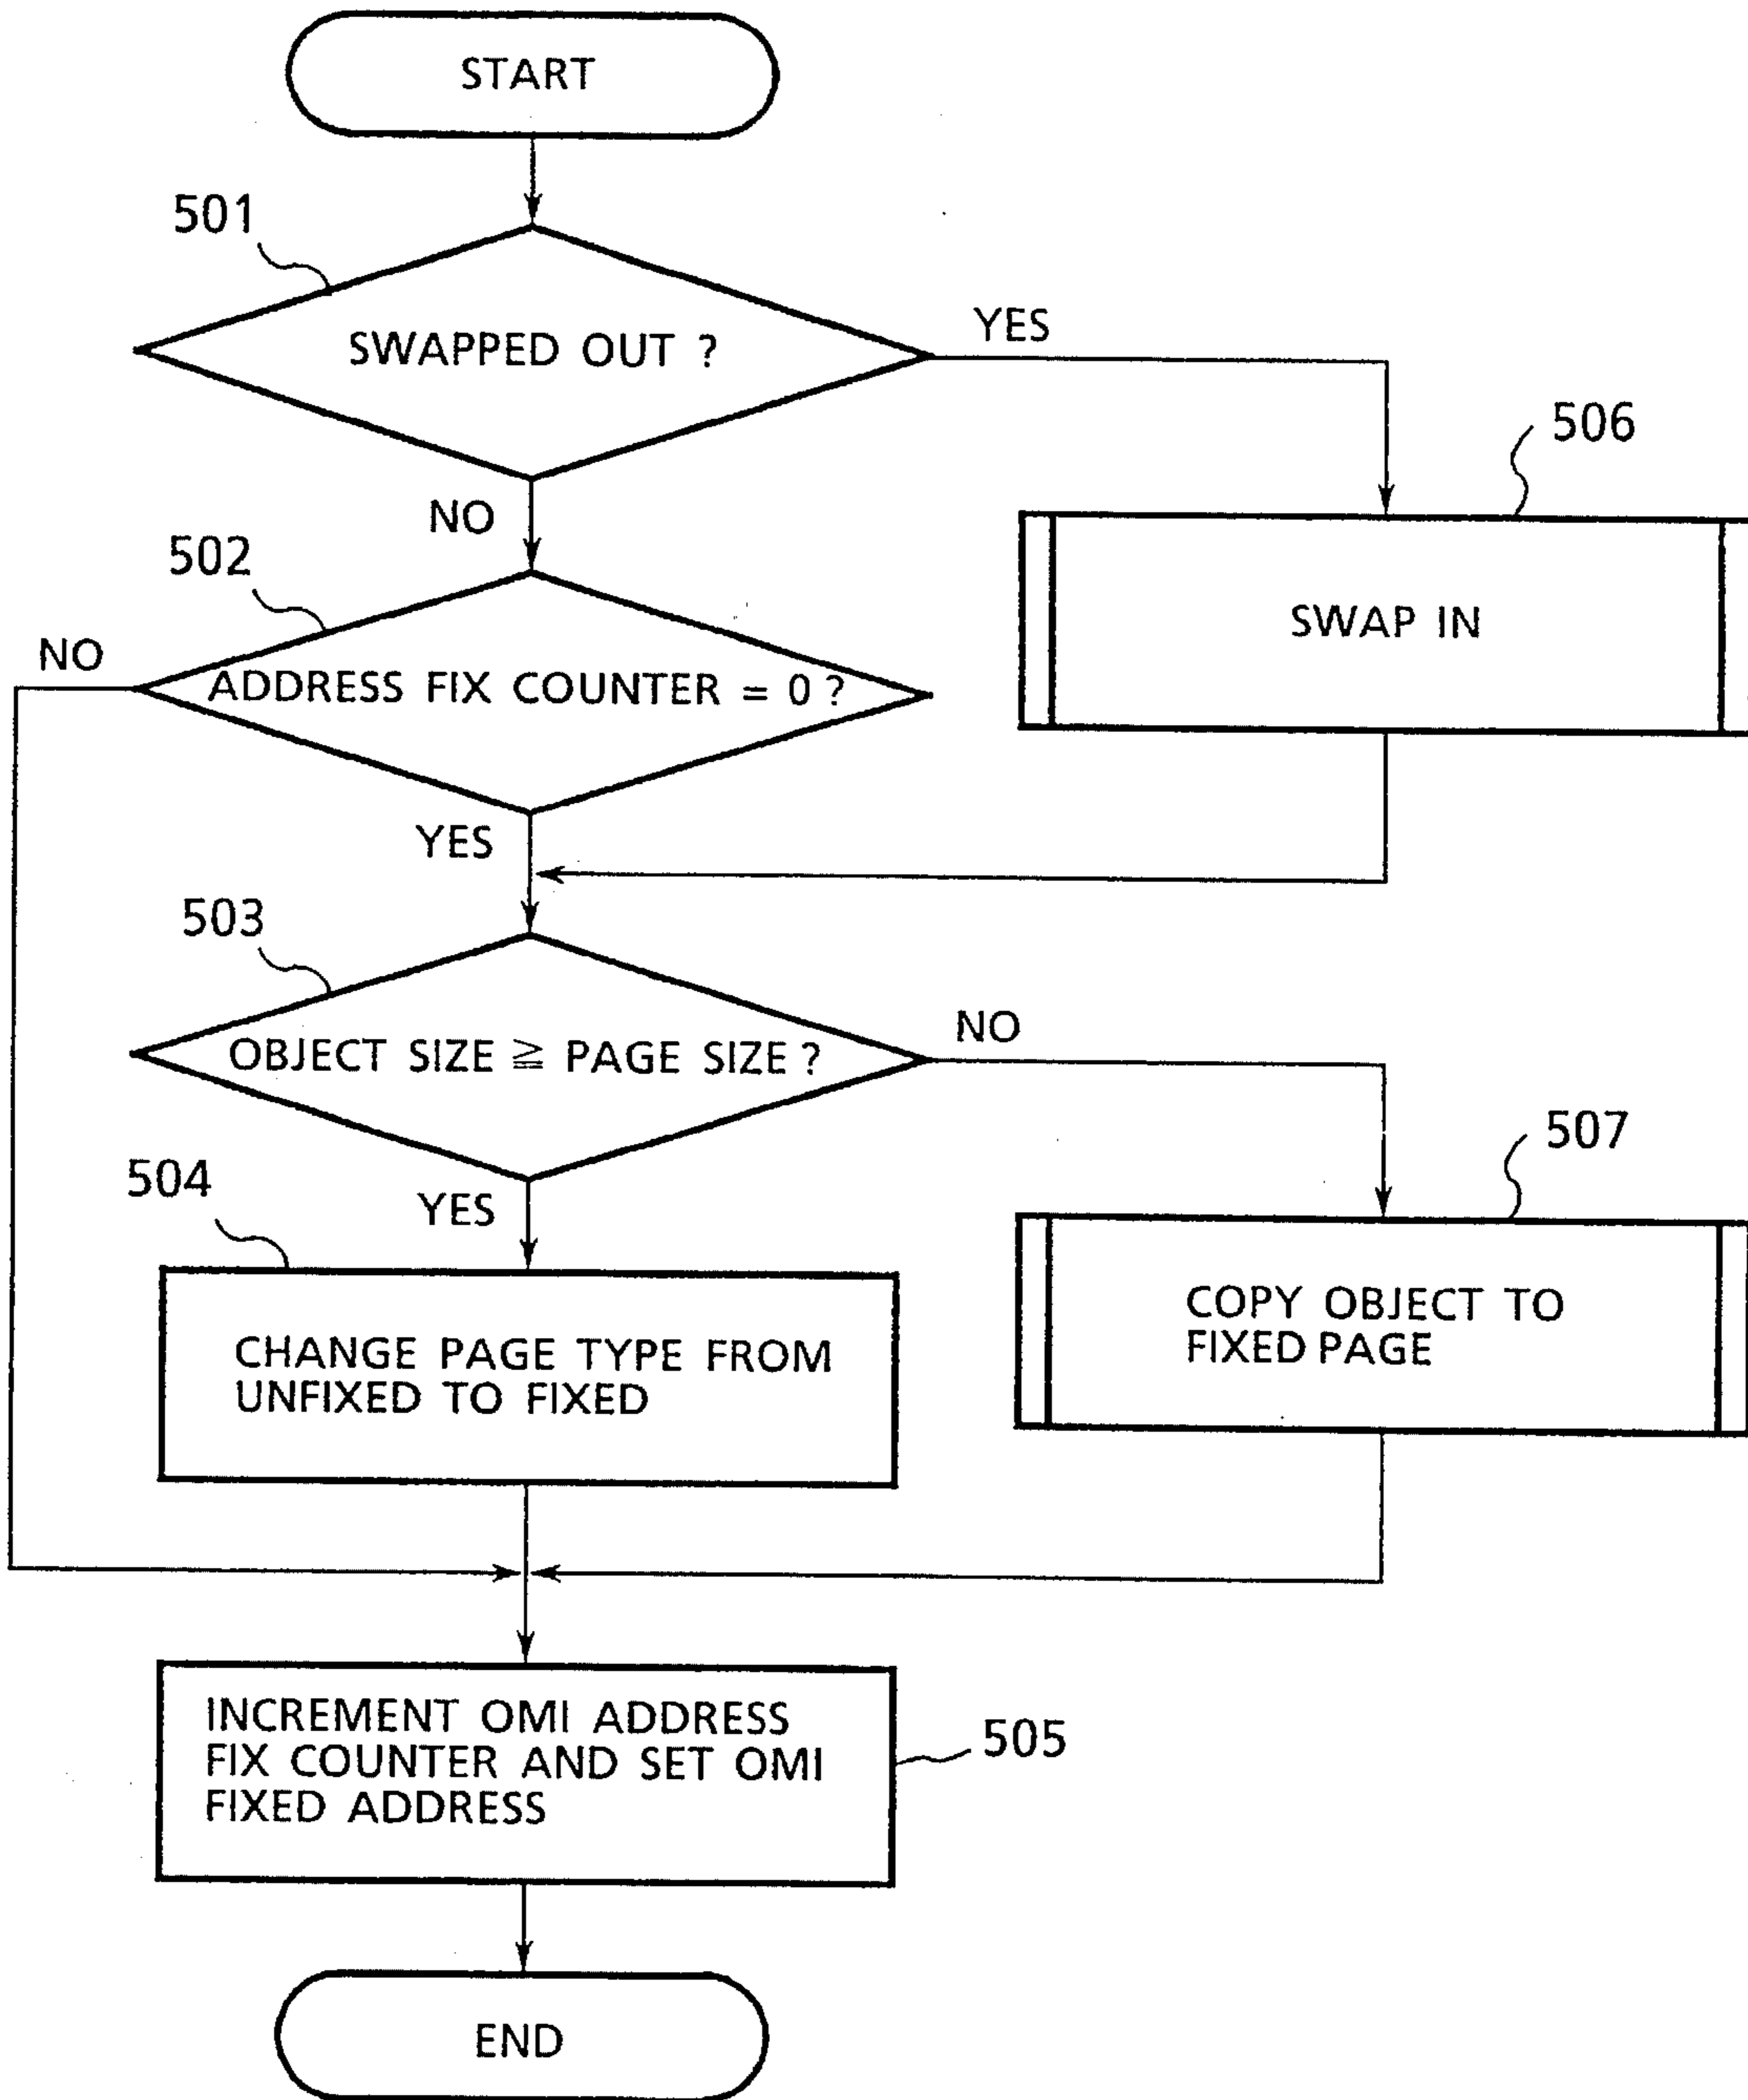 START
501
SWAPPED OUT ?
YES
506
NO
SWAP IN
502
NO
ADDRESS FIX COUNTER = 0 ?
YES
503
OBJECT SIZE ≧ PAGE SIZE ?
NO
507
504
YES
COPY OBJECT TO
FIXED PAGE
CHANGE PAGE TYPE FROM
UNFIXED TO FIXED
INCREMENT OMI ADDRESS
FIX COUNTER AND SET OMI
FIXED ADDRESS
505
END